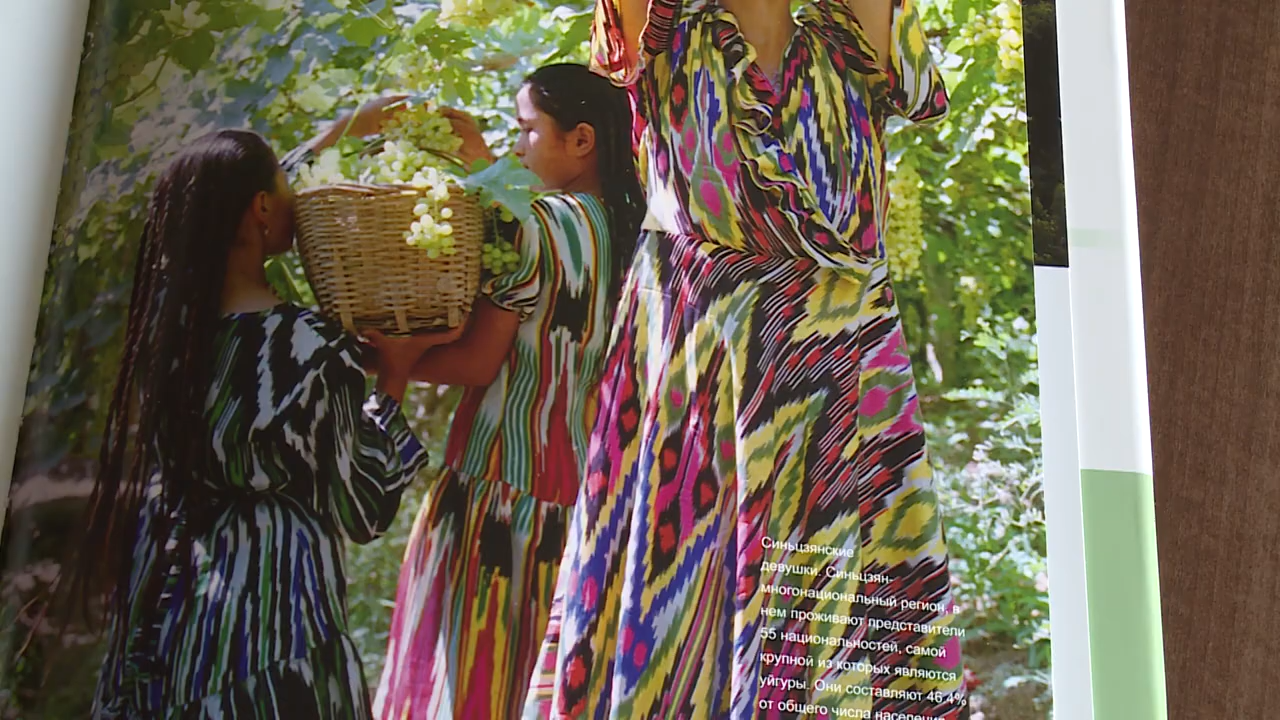 Синьцзянские
девушки. Синьцзян-
многонациональный регион, в
нем проживают представители
55 национальностей, самой
крупной из которых являются
уйгуры. Они составляют 46.4%
от общего числа населения